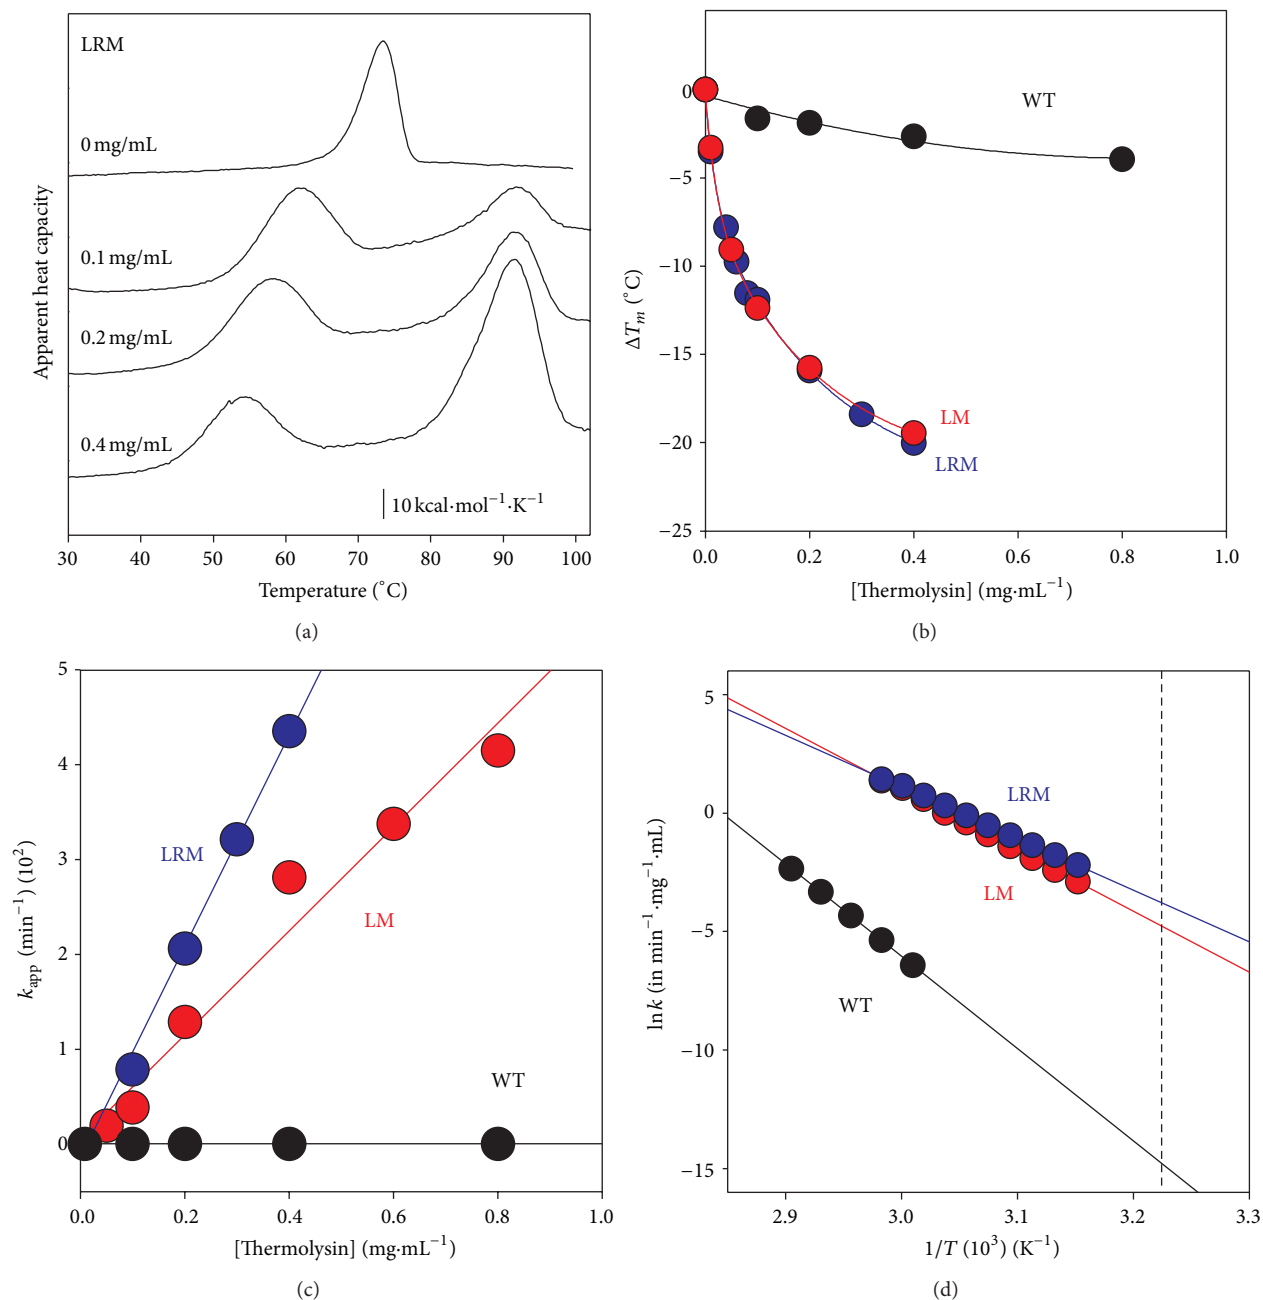 LRM
0 mg/mL
0.1 mg/mL
0.2 mg/mL
0.4 mg/mL
10 kcal·mol⁻¹·K⁻¹
Apparent heat capacity
30 40 50 60 70 80 90 100
Temperature (°C)
(a)
0
−5
−10
−15
−20
−25
ΔTₘ (°C)
WT
LM
LRM
0.0 0.2 0.4 0.6 0.8 1.0
[Thermolysin] (mg·mL⁻¹)
(b)
5
4
3
2
1
0
k_app (min⁻¹) (10²)
LRM
LM
WT
0.0 0.2 0.4 0.6 0.8 1.0
[Thermolysin] (mg·mL⁻¹)
(c)
5
0
−5
−10
−15
ln k (in min⁻¹·mg⁻¹·mL)
LRM
LM
WT
2.9 3.0 3.1 3.2 3.3
1/T (10³) (K⁻¹)
(d)